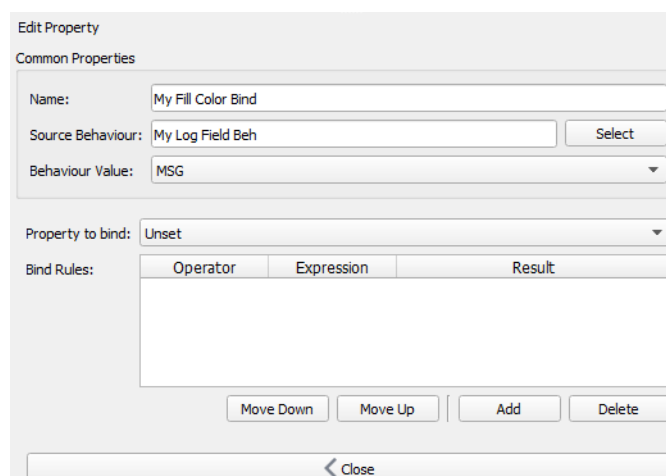 Edit Property
Common Properties
Name: My Fill Color Bind
Source Behaviour: My Log Field Beh Select
Behaviour Value: MSG
Property to bind: Unset
Bind Rules: Operator Expression Result
Move Down Move Up Add Delete
Close